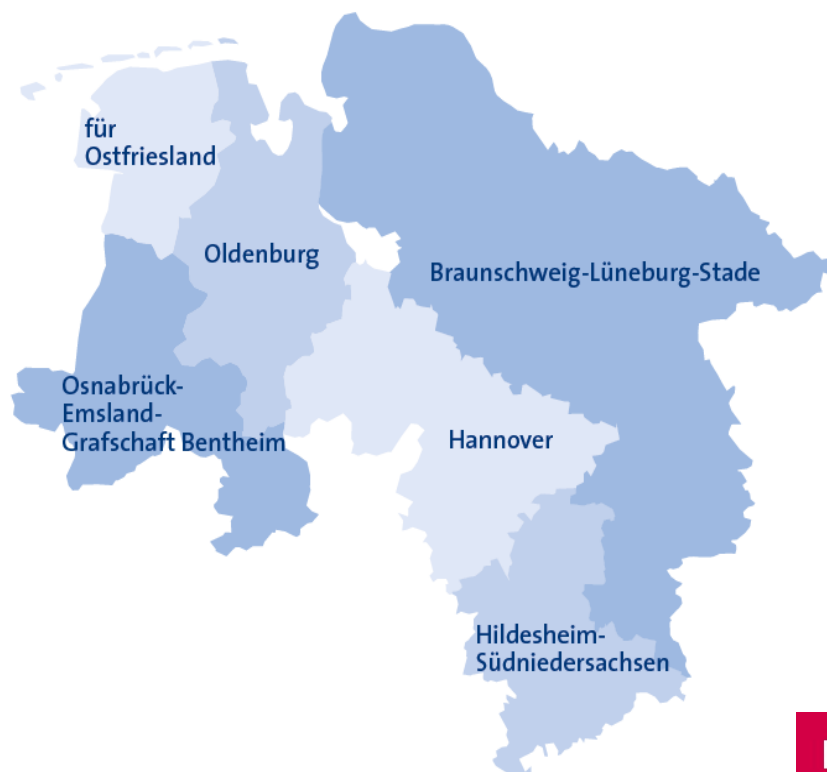 für
Ostfriesland
Oldenburg
Braunschweig-Lüneburg-Stade
Osnabrück-
Emsland-
Grafschaft Bentheim
Hannover
Hildesheim-
Südniedersachsen